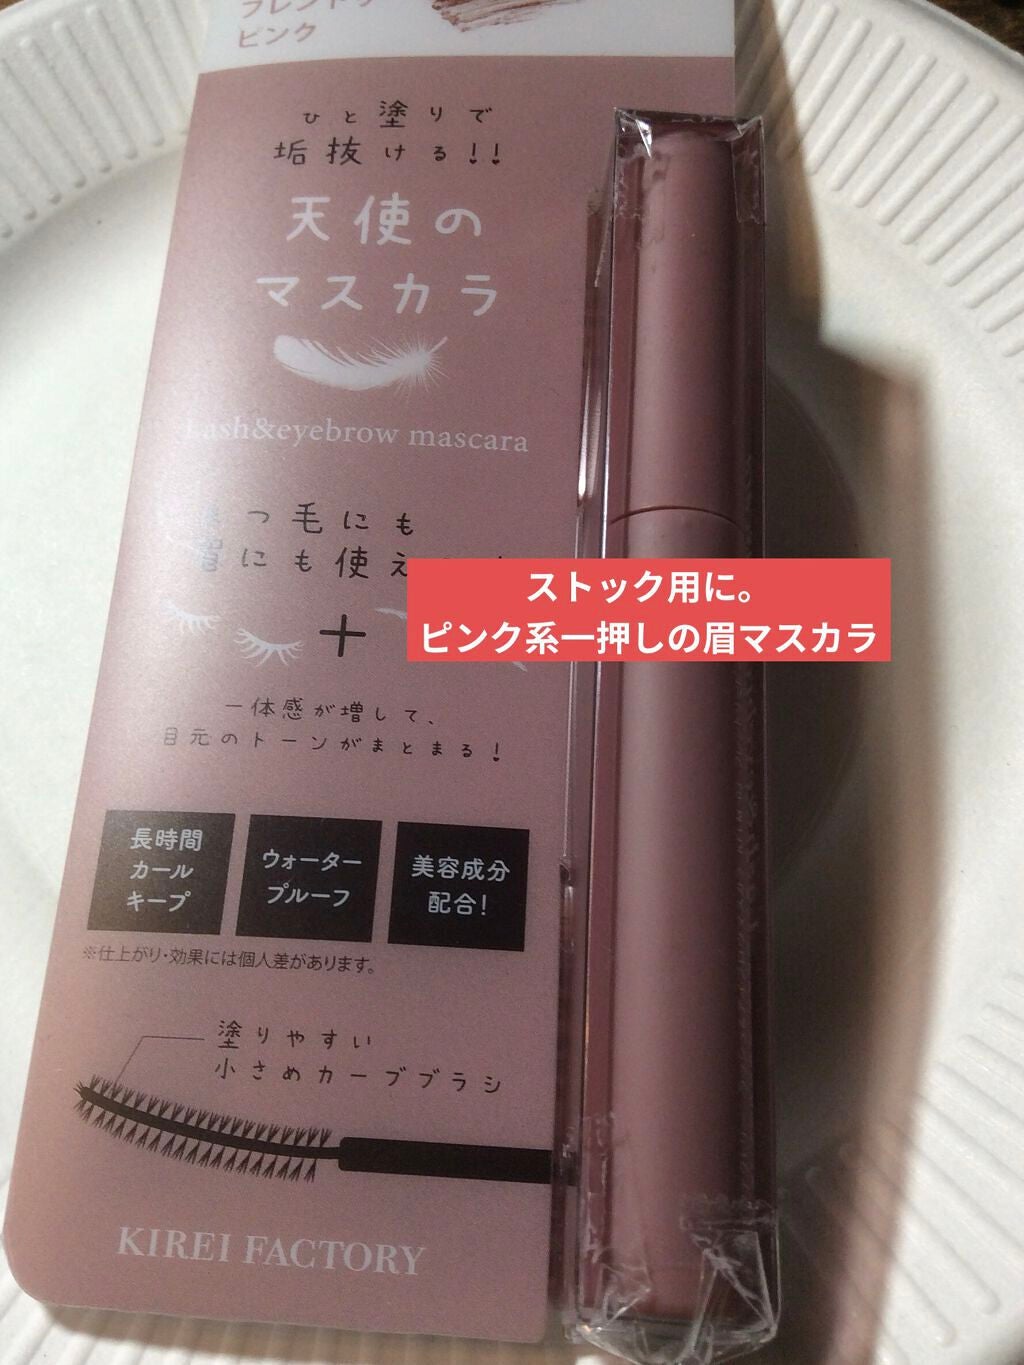 ピンク
ひと塗りで
垢抜ける!!
天使の
マスカラ
Lash&eyebrow mascara
まつ毛にも
眉にも使え
ストック用に。
ピンク系一押しの眉マスカラ
+
一体感が増して、
目元のトーンがまとまる!
長時間
カール
キープ
ウォーター
プルーフ
美容成分
配合!
※仕上がり・効果には個人差があります。
塗りやすい
小さめカーブブラシ
KIREI FACTORY